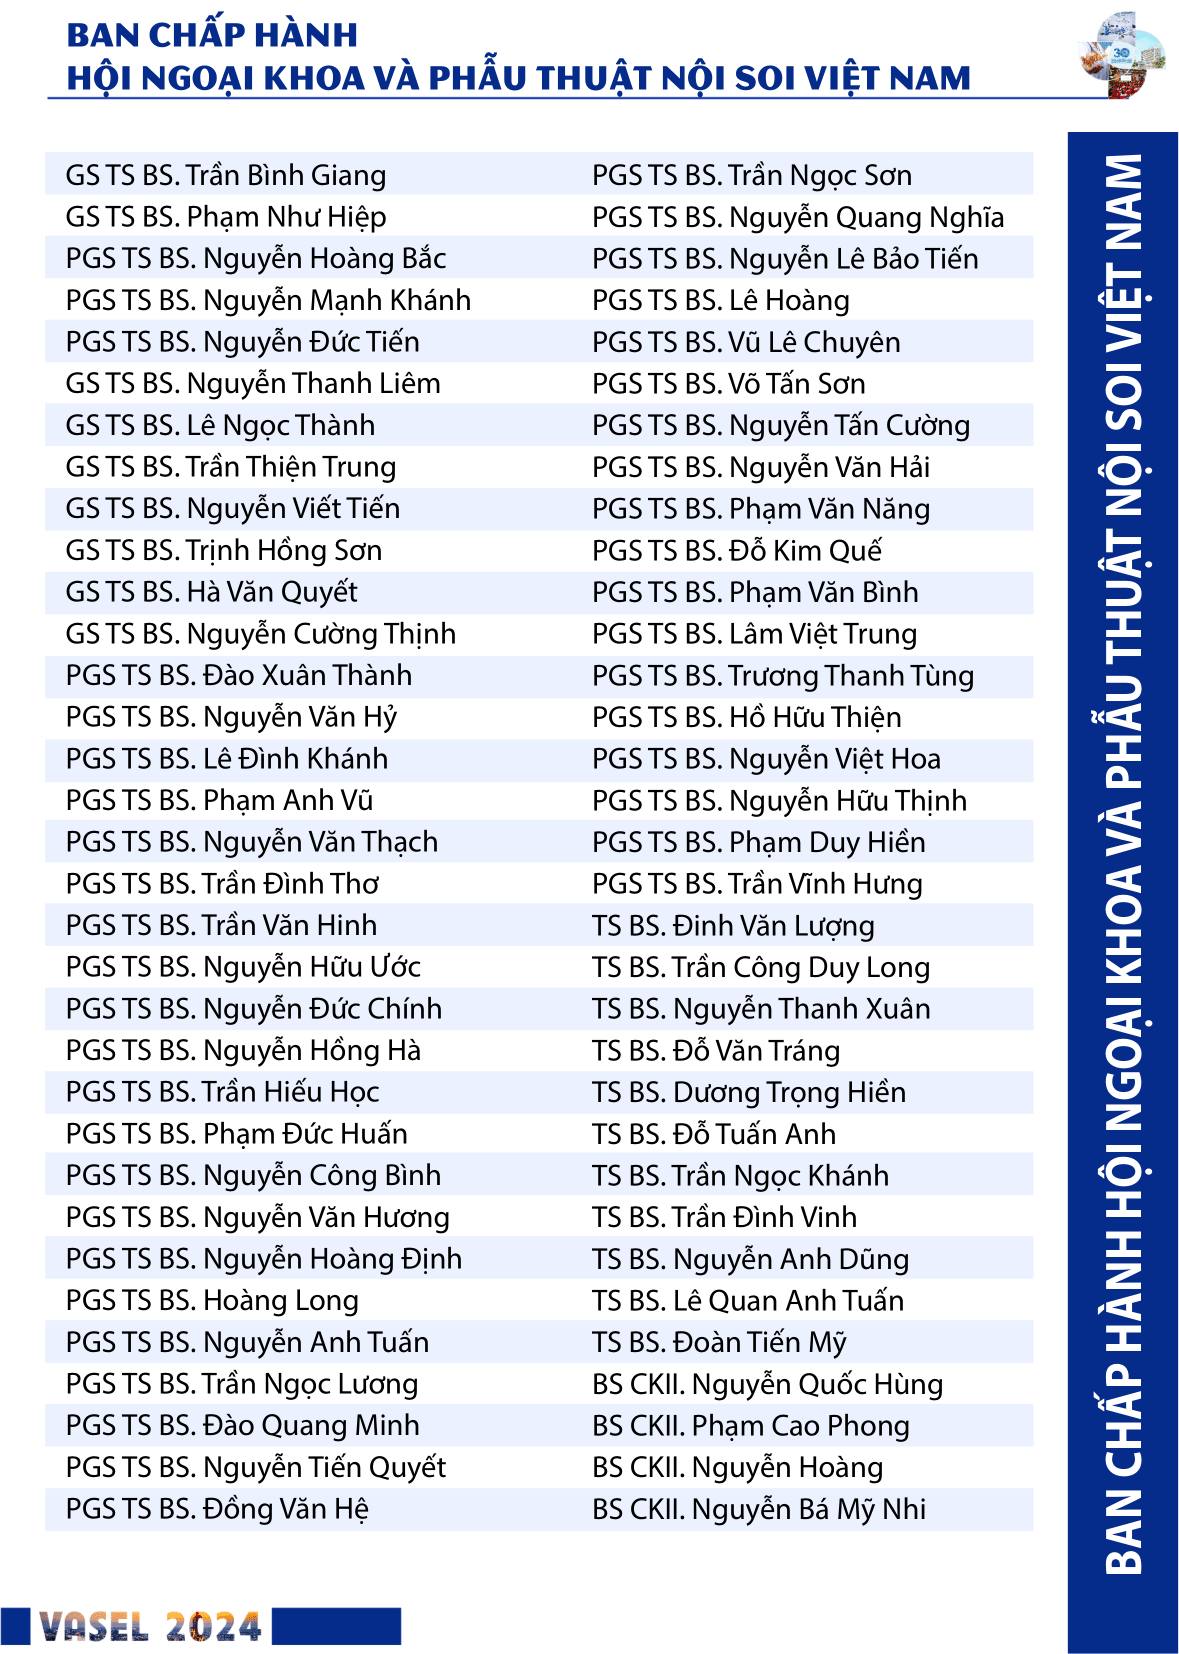 BAN CHẤP HÀNH
HỘI NGOẠI KHOA VÀ PHẪU THUẬT NỘI SOI VIỆT NAM
30
GS TS BS. Trần Bình Giang
GS TS BS. Phạm Như Hiệp
PGS TS BS. Nguyễn Hoàng Bắc
PGS TS BS. Nguyễn Mạnh Khánh
PGS TS BS. Nguyễn Đức Tiến
GS TS BS. Nguyễn Thanh Liêm
GS TS BS. Lê Ngọc Thành
GS TS BS. Trần Thiện Trung
GS TS BS. Nguyễn Viết Tiến
GS TS BS. Trịnh Hồng Sơn
GS TS BS. Hà Văn Quyết
GS TS BS. Nguyễn Cường Thịnh
PGS TS BS. Đào Xuân Thành
PGS TS BS. Nguyễn Văn Hỷ
PGS TS BS. Lê Đình Khánh
PGS TS BS. Phạm Anh Vũ
PGS TS BS. Nguyễn Văn Thạch
PGS TS BS. Trần Đình Thơ
PGS TS BS. Trần Văn Hinh
PGS TS BS. Nguyễn Hữu Ước
PGS TS BS. Nguyễn Đức Chính
PGS TS BS. Nguyễn Hồng Hà
PGS TS BS. Trần Hiếu Học
PGS TS BS. Phạm Đức Huấn
PGS TS BS. Nguyễn Công Bình
PGS TS BS. Nguyễn Văn Hương
PGS TS BS. Nguyễn Hoàng Định
PGS TS BS. Hoàng Long
PGS TS BS. Nguyễn Anh Tuấn
PGS TS BS. Trần Ngọc Lương
PGS TS BS. Đào Quang Minh
PGS TS BS. Nguyễn Tiến Quyết
PGS TS BS. Đồng Văn Hệ
PGS TS BS. Trần Ngọc Sơn
PGS TS BS. Nguyễn Quang Nghĩa
PGS TS BS. Nguyễn Lê Bảo Tiến
PGS TS BS. Lê Hoàng
PGS TS BS. Vũ Lê Chuyên
PGS TS BS. Võ Tấn Sơn
PGS TS BS. Nguyễn Tấn Cường
PGS TS BS. Nguyễn Văn Hải
PGS TS BS. Phạm Văn Năng
PGS TS BS. Đỗ Kim Quế
PGS TS BS. Phạm Văn Bình
PGS TS BS. Lâm Việt Trung
PGS TS BS. Trương Thanh Tùng
PGS TS BS. Hồ Hữu Thiện
PGS TS BS. Nguyễn Việt Hoa
PGS TS BS. Nguyễn Hữu Thịnh
PGS TS BS. Phạm Duy Hiền
PGS TS BS. Trần Vĩnh Hưng
TS BS. Đinh Văn Lượng
TS BS. Trần Công Duy Long
TS BS. Nguyễn Thanh Xuân
TS BS. Đỗ Văn Tráng
TS BS. Dương Trọng Hiền
TS BS. Đỗ Tuấn Anh
TS BS. Trần Ngọc Khánh
TS BS. Trần Đình Vinh
TS BS. Nguyễn Anh Dũng
TS BS. Lê Quan Anh Tuấn
TS BS. Đoàn Tiến Mỹ
BS CKII. Nguyễn Quốc Hùng
BS CKII. Phạm Cao Phong
BS CKII. Nguyễn Hoàng
BS CKII. Nguyễn Bá Mỹ Nhi
BAN CHẤP HÀNH HỘI NGOẠI KHOA VÀ PHẪU THUẬT NỘI SOI VIỆT NAM
VASEL 2024